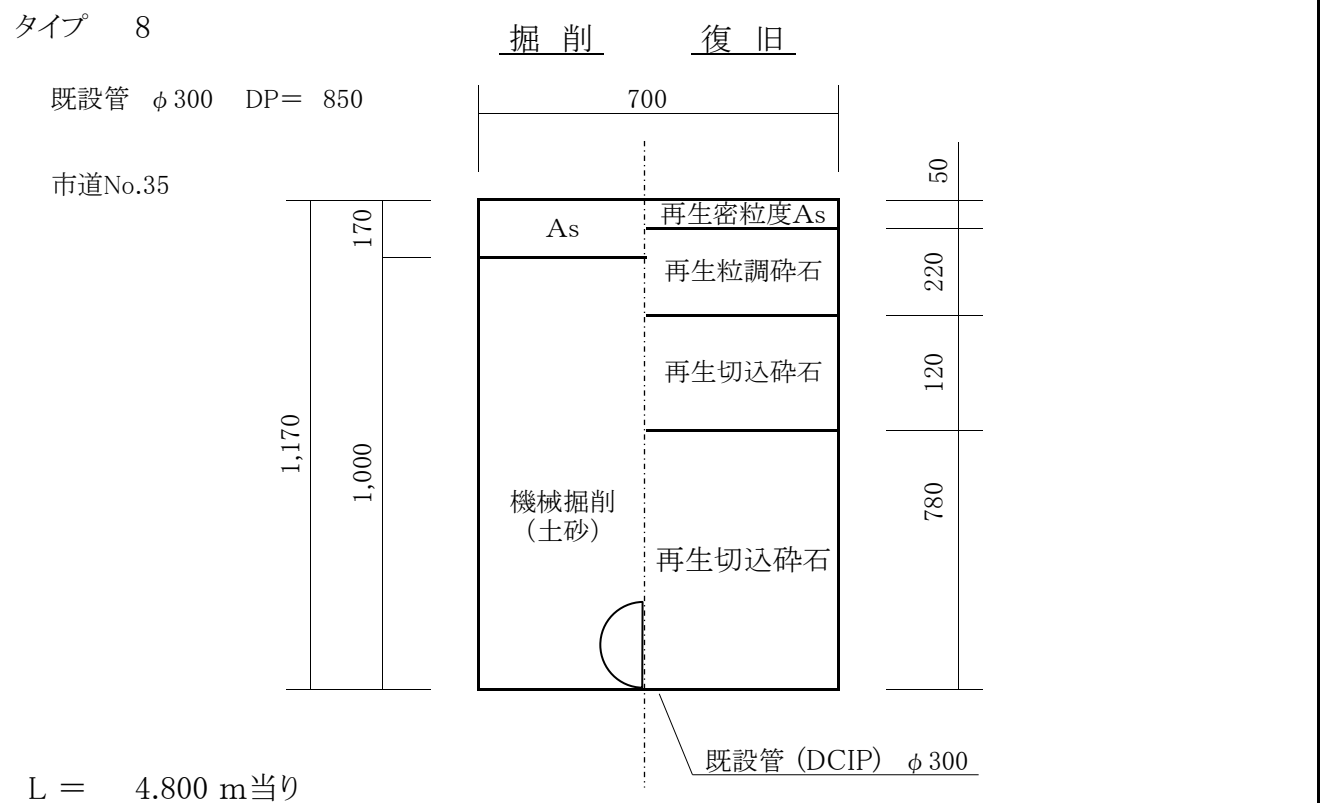 タイプ 8
掘 削 復 旧
既設管 φ300 DP＝ 850
700
市道No.35
50
170
As
再生密粒度As
再生粒調砕石
220
再生切込砕石
120
1,170
1,000
機械掘削
（土砂）
780
再生切込砕石
既設管 (DCIP) φ300
L ＝ 4.800 m当り